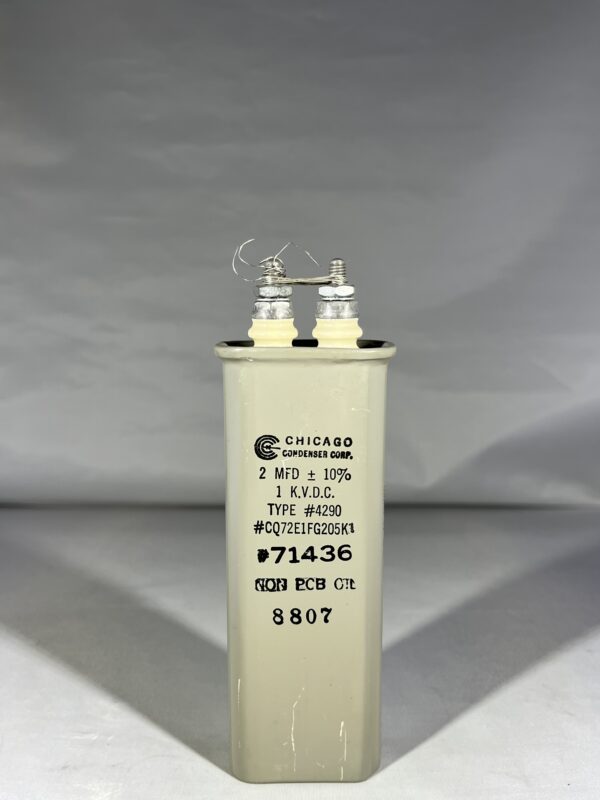 CHICAGO
CONDENSER CORP.
2 MFD ± 10%
1 K.V.D.C.
TYPE #4290
#CQ72E1FG205K1
#71436
NON PCB OIL
8807